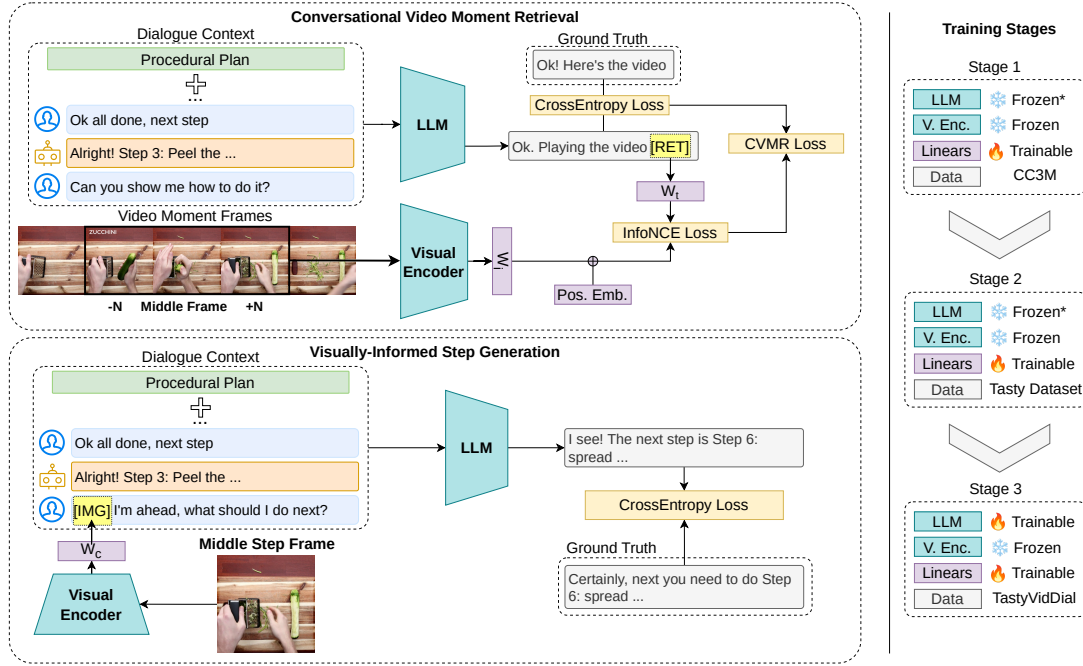 Conversational Video Moment Retrieval
Dialogue Context
Procedural Plan
...
Ok all done, next step
Alright! Step 3: Peel the ...
Can you show me how to do it?
LLM
Ground Truth
Ok! Here's the video
CrossEntropy Loss
Ok. Playing the video [RET]
CVMR Loss
W_t
InfoNCE Loss
Video Moment Frames
ZUCCHINI
-N Middle Frame +N
Visual
Encoder
W_i
Pos. Emb.
Visually-Informed Step Generation
Dialogue Context
Procedural Plan
...
Ok all done, next step
Alright! Step 3: Peel the ...
[IMG] I'm ahead, what should I do next?
W_c
Visual
Encoder
Middle Step Frame
LLM
I see! The next step is Step 6:
spread ...
CrossEntropy Loss
Ground Truth
Certainly, next you need to do Step
6: spread ...
Training Stages
Stage 1
LLM Frozen*
V. Enc. Frozen
Linears Trainable
Data CC3M
Stage 2
LLM Frozen*
V. Enc. Frozen
Linears Trainable
Data Tasty Dataset
Stage 3
LLM Trainable
V. Enc. Frozen
Linears Trainable
Data TastyVidDial